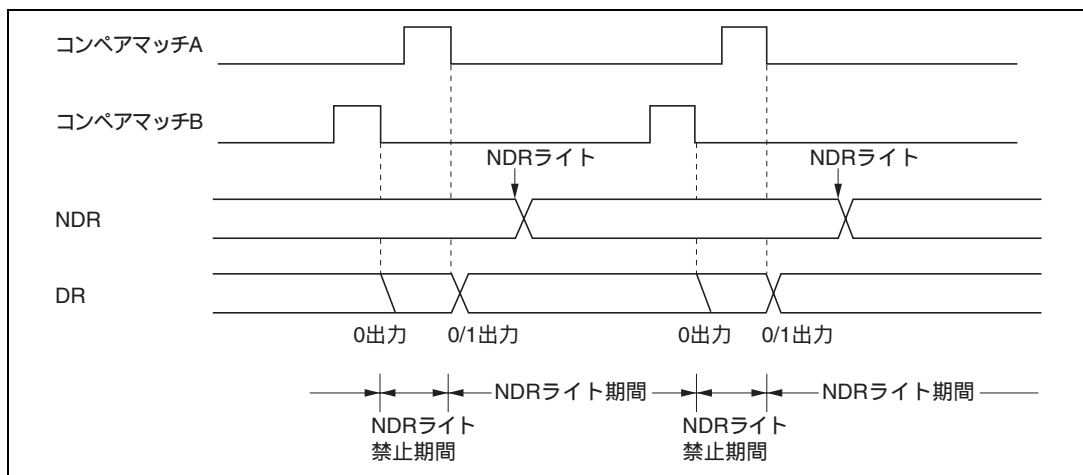 コンペアマッチA
コンペアマッチB
NDRライト NDRライト
NDR
DR
0出力 0/1出力 0出力 0/1出力
NDRライト期間 NDRライト期間
NDRライト NDRライト
禁止期間 禁止期間